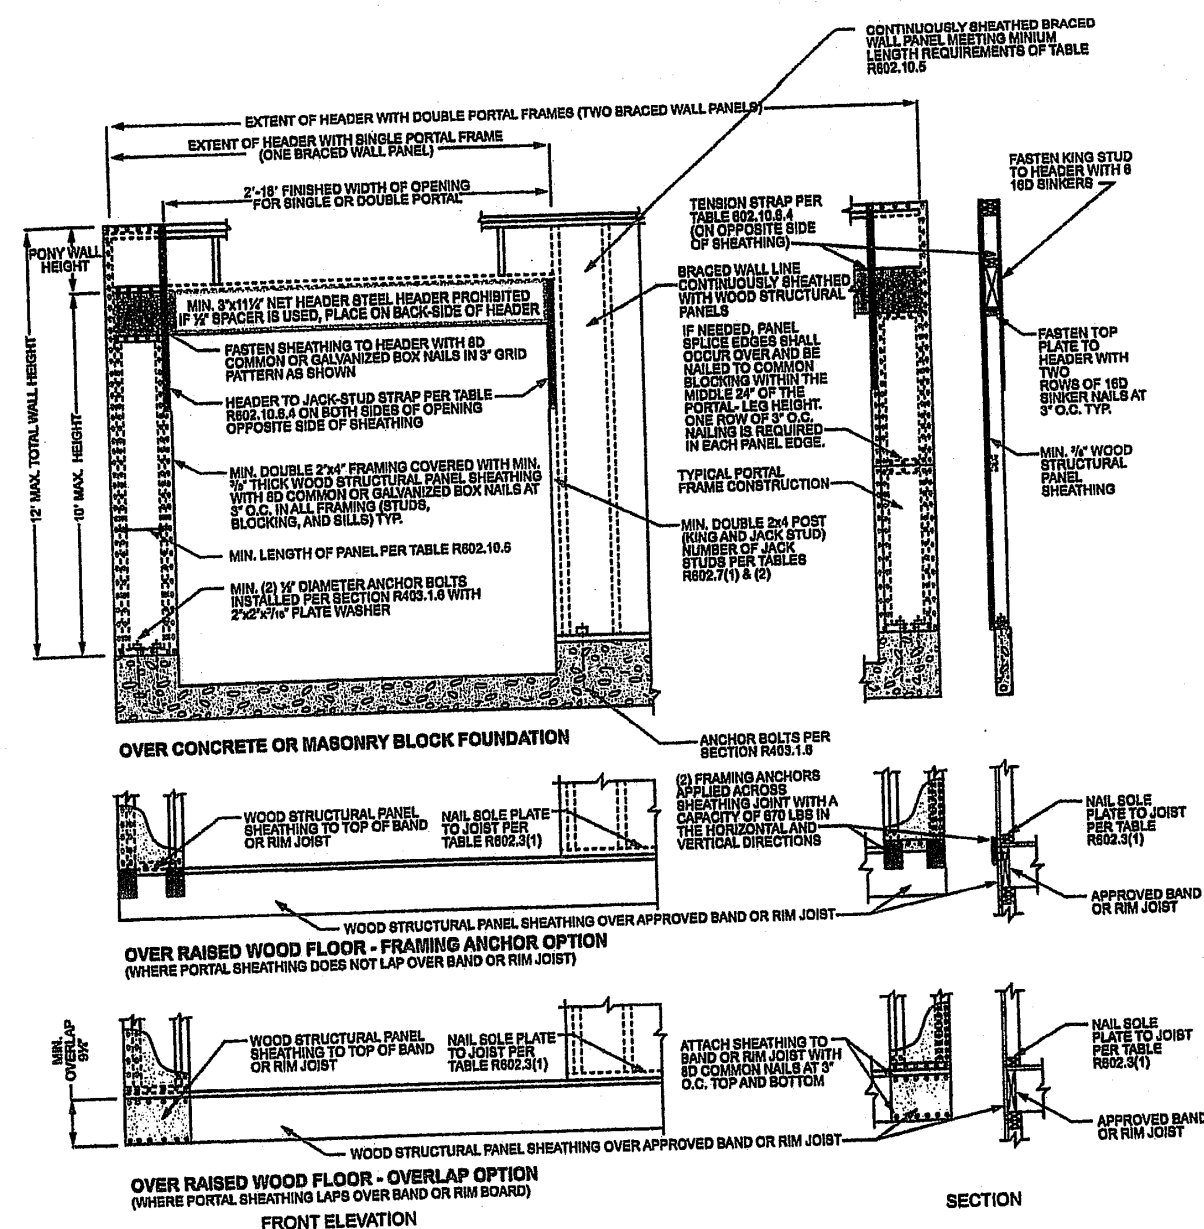 CONTINUOUSLY SHEATHED BRACED
WALL PANEL MEETING MINIUM
LENGTH REQUIREMENTS OF TABLE
R602.10.5
EXTENT OF HEADER WITH DOUBLE PORTAL FRAMES (TWO BRACED WALL PANELS)
EXTENT OF HEADER WITH SINGLE PORTAL FRAME
(ONE BRACED WALL PANEL)
2'-18' FINISHED WIDTH OF OPENING
FOR SINGLE OR DOUBLE PORTAL
FASTEN KING STUD
TO HEADER WITH 6
16D SINKERS
TENSION STRAP PER
TABLE 602.10.6.4
(ON OPPOSITE SIDE
OF SHEATHING)
PONY WALL
HEIGHT
BRACED WALL LINE
CONTINUOUSLY SHEATHED
WITH WOOD STRUCTURAL
PANELS
MIN. 3"x11¼" NET HEADER STEEL HEADER PROHIBITED
IF ½" SPACER IS USED, PLACE ON BACK-SIDE OF HEADER
FASTEN SHEATHING TO HEADER WITH 8D
COMMON OR GALVANIZED BOX NAILS IN 3" GRID
PATTERN AS SHOWN
IF NEEDED, PANEL
SPLICE EDGES SHALL
OCCUR OVER AND BE
NAILED TO COMMON
BLOCKING WITHIN THE
MIDDLE 24" OF THE
PORTAL- LEG HEIGHT.
ONE ROW OF 3" O.C.
NAILING IS REQUIRED
IN EACH PANEL EDGE.
FASTEN TOP
PLATE TO
HEADER WITH
TWO
ROWS OF 16D
SINKER NAILS AT
3" O.C. TYP.
HEADER TO JACK-STUD STRAP PER TABLE
R602.10.6.4 ON BOTH SIDES OF OPENING
OPPOSITE SIDE OF SHEATHING
12' MAX. TOTAL WALL HEIGHT
10' MAX. HEIGHT
MIN. DOUBLE 2"x4" FRAMING COVERED WITH MIN.
⅜" THICK WOOD STRUCTURAL PANEL SHEATHING
WITH 8D COMMON OR GALVANIZED BOX NAILS AT
3" O.C. IN ALL FRAMING (STUDS,
BLOCKING, AND SILLS) TYP.
TYPICAL PORTAL
FRAME CONSTRUCTION
MIN. ⅜" WOOD
STRUCTURAL
PANEL
SHEATHING
MIN. DOUBLE 2x4 POST
(KING AND JACK STUD)
NUMBER OF JACK
STUDS PER TABLES
R602.7(1) & (2)
MIN. LENGTH OF PANEL PER TABLE R602.10.5
MIN. (2) ½" DIAMETER ANCHOR BOLTS
INSTALLED PER SECTION R403.1.6 WITH
2"x2"x³/₁₆" PLATE WASHER
OVER CONCRETE OR MASONRY BLOCK FOUNDATION
ANCHOR BOLTS PER
SECTION R403.1.6
WOOD STRUCTURAL PANEL
SHEATHING TO TOP OF BAND
OR RIM JOIST
NAIL SOLE PLATE
TO JOIST PER
TABLE R602.3(1)
(2) FRAMING ANCHORS
APPLIED ACROSS
SHEATHING JOINT WITH A
CAPACITY OF 670 LBS IN
THE HORIZONTAL AND
VERTICAL DIRECTIONS
NAIL SOLE
PLATE TO JOIST
PER TABLE
R602.3(1)
APPROVED BAND
OR RIM JOIST
WOOD STRUCTURAL PANEL SHEATHING OVER APPROVED BAND OR RIM JOIST
OVER RAISED WOOD FLOOR - FRAMING ANCHOR OPTION
(WHERE PORTAL SHEATHING DOES NOT LAP OVER BAND OR RIM JOIST)
MIN.
OVERLAP
9¼"
WOOD STRUCTURAL PANEL
SHEATHING TO TOP OF BAND
OR RIM JOIST
NAIL SOLE PLATE
TO JOIST PER
TABLE R602.3(1)
ATTACH SHEATHING TO
BAND OR RIM JOIST WITH
8D COMMON NAILS AT 3"
O.C. TOP AND BOTTOM
NAIL SOLE
PLATE TO JOIST
PER TABLE
R602.3(1)
APPROVED BAND
OR RIM JOIST
WOOD STRUCTURAL PANEL SHEATHING OVER APPROVED BAND OR RIM JOIST
OVER RAISED WOOD FLOOR - OVERLAP OPTION
(WHERE PORTAL SHEATHING LAPS OVER BAND OR RIM BOARD)
FRONT ELEVATION
SECTION